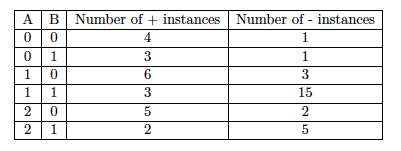 A B Number of + instances Number of - instances
0 0 4 1
0 1 3 1
1 0 6 3
1 1 3 15
2 0 5 2
2 1 2 5